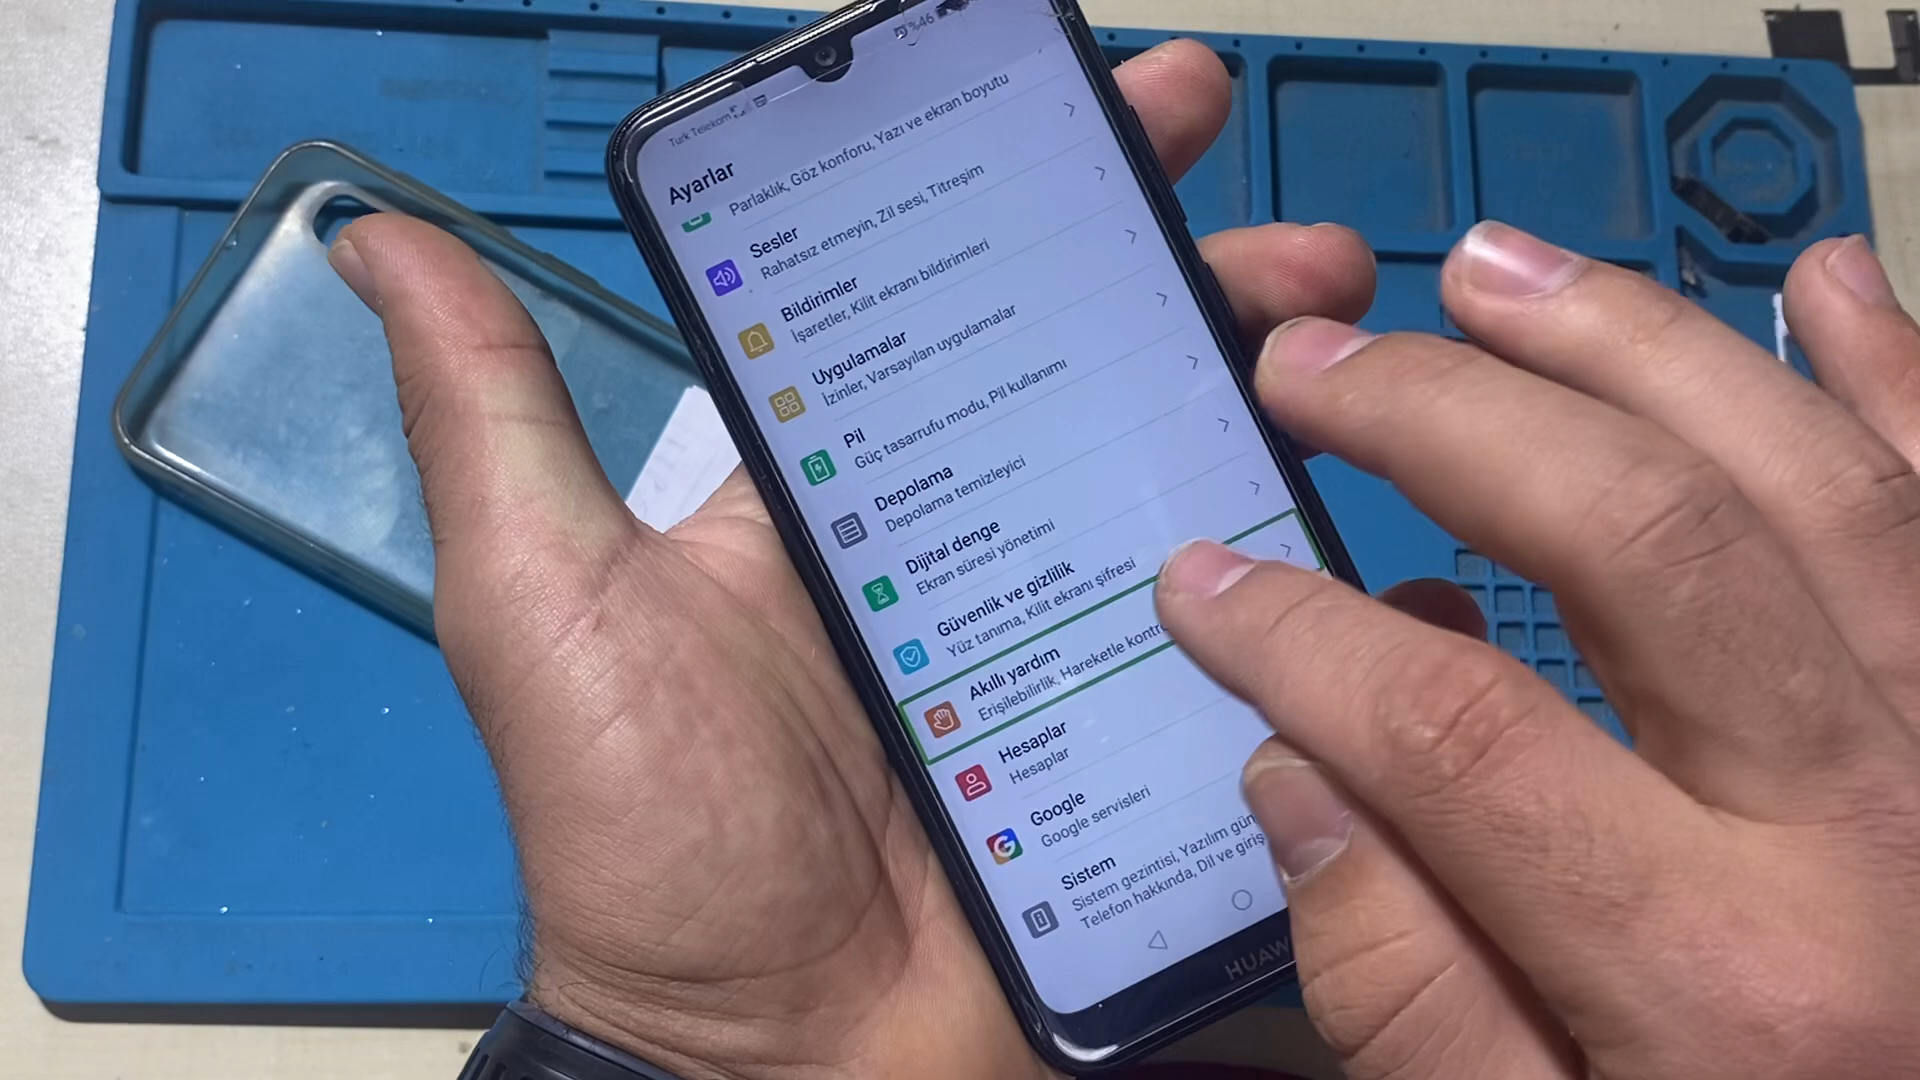 Türk Telekom
%46
Ayarlar
Parlaklık, Göz konforu, Yazı ve ekran boyutu
Sesler
Rahatsız etmeyin, Zil sesi, Titreşim
Bildirimler
İşaretler, Kilit ekranı bildirimleri
Uygulamalar
İzinler, Varsayılan uygulamalar
Pil
Güç tasarrufu modu, Pil kullanımı
Depolama
Depolama temizleyici
Dijital denge
Ekran süresi yönetimi
Güvenlik ve gizlilik
Yüz tanıma, Kilit ekranı şifresi
Akıllı yardım
Erişilebilirlik, Hareketle
Hesaplar
Hesaplar
Google
Google servisleri
Sistem
Sistem gezintisi, Yazılım
Telefon hakkında, Dil ve giriş